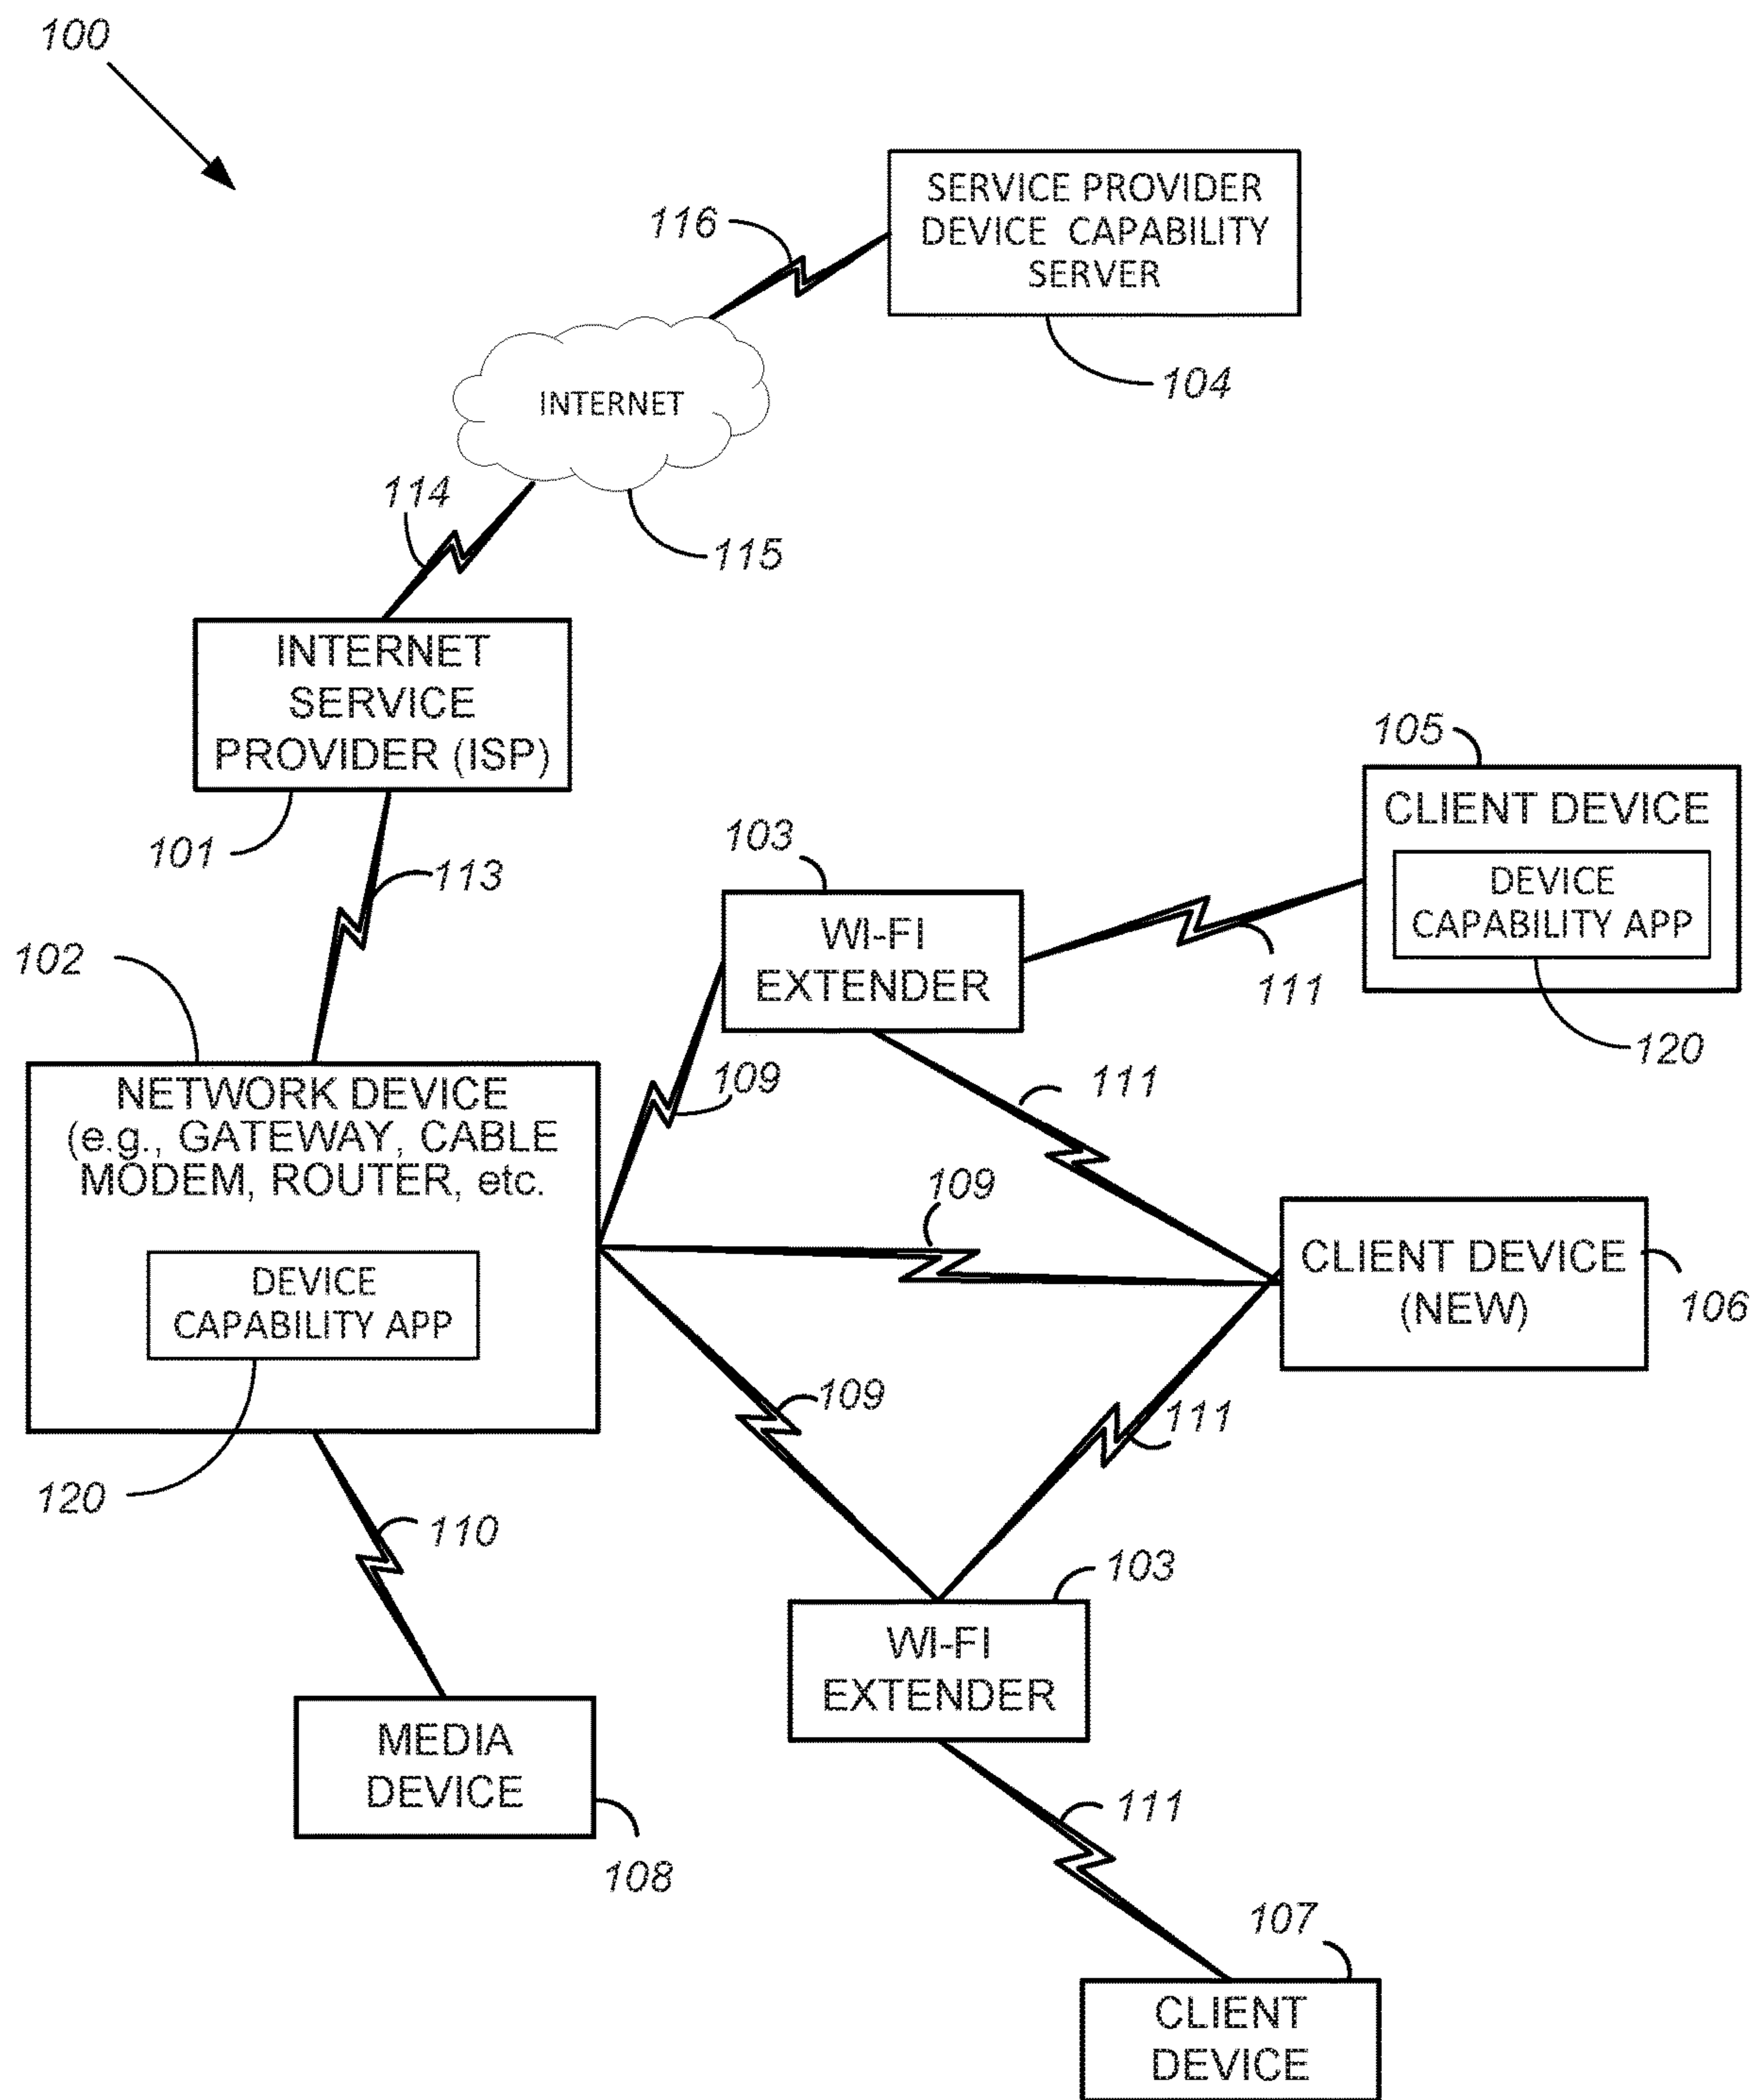 100
SERVICE PROVIDER
DEVICE CAPABILITY
SERVER
116
104
INTERNET
114
115
INTERNET
SERVICE
PROVIDER (ISP)
101
113
105
CLIENT DEVICE
DEVICE
CAPABILITY APP
120
103
WI-FI
EXTENDER
111
102
NETWORK DEVICE
(e.g., GATEWAY, CABLE
MODEM, ROUTER, etc.
DEVICE
CAPABILITY APP
120
109
111
109
CLIENT DEVICE
(NEW)
106
109
111
110
103
WI-FI
EXTENDER
MEDIA
DEVICE
108
111
107
CLIENT
DEVICE